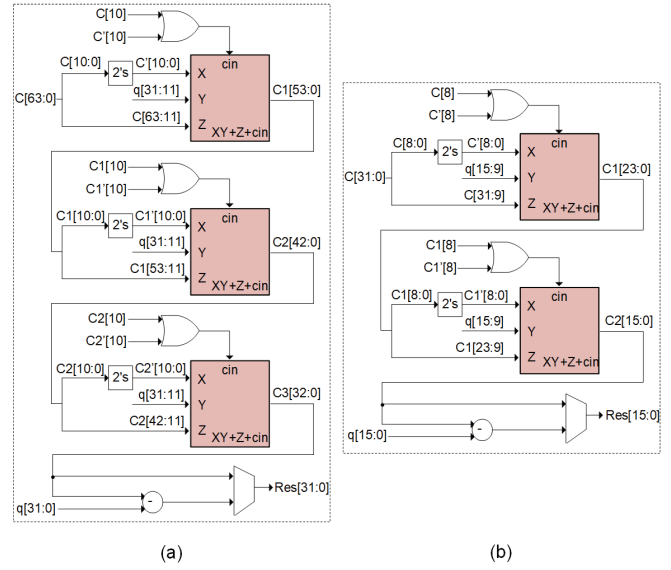 C[10]
C'[10]
cin
C[10:0]
2's
C'[10:0]
X
C1[53:0]
q[31:11]
Y
C[63:0]
C[63:11]
Z
XY+Z+cin
C1[10]
C1'[10]
cin
C1[10:0]
2's
C1'[10:0]
X
C2[42:0]
q[31:11]
Y
C1[53:11]
Z
XY+Z+cin
C2[10]
C2'[10]
cin
C2[10:0]
2's
C2'[10:0]
X
C3[32:0]
q[31:11]
Y
C2[42:11]
Z
XY+Z+cin
-
q[31:0]
Res[31:0]
(a)
C[8]
C'[8]
cin
C[8:0]
2's
C'[8:0]
X
C1[23:0]
q[15:9]
Y
C[31:0]
C[31:9]
Z
XY+Z+cin
C1[8]
C1'[8]
cin
C1[8:0]
2's
C1'[8:0]
X
C2[15:0]
q[15:9]
Y
C1[23:9]
Z
XY+Z+cin
-
q[15:0]
Res[15:0]
(b)